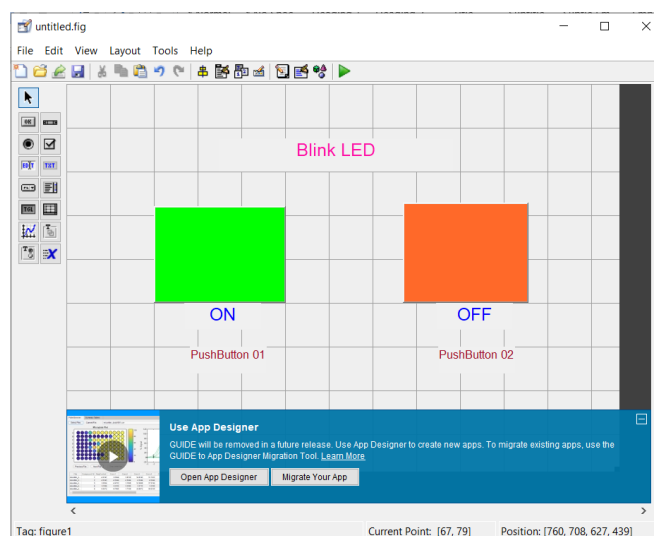 untitled.fig
File Edit View Layout Tools Help
Blink LED
ON
OFF
PushButton 01
PushButton 02
Use App Designer
GUIDE will be removed in a future release. Use App Designer to create new apps. To migrate existing apps, use the
GUIDE to App Designer Migration Tool. Learn More
Open App Designer
Migrate Your App
Tag: figure1
Current Point: [67, 79]
Position: [760, 708, 627, 439]